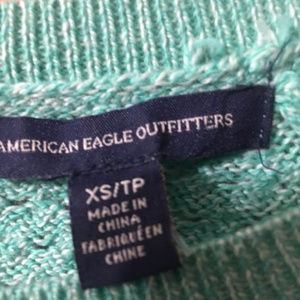 AMERICAN EAGLE OUTFITTERS
XS/TP
MADE IN
CHINA
FABRIQUÉ EN
CHINE